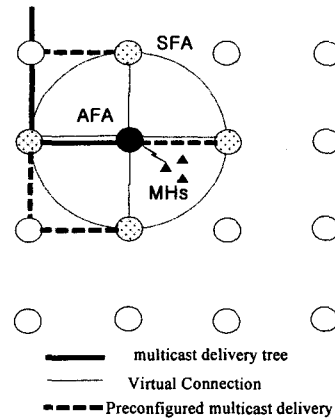 SFA
AFA
MHs
multicast delivery tree
Virtual Connection
Preconfigured multicast delivery